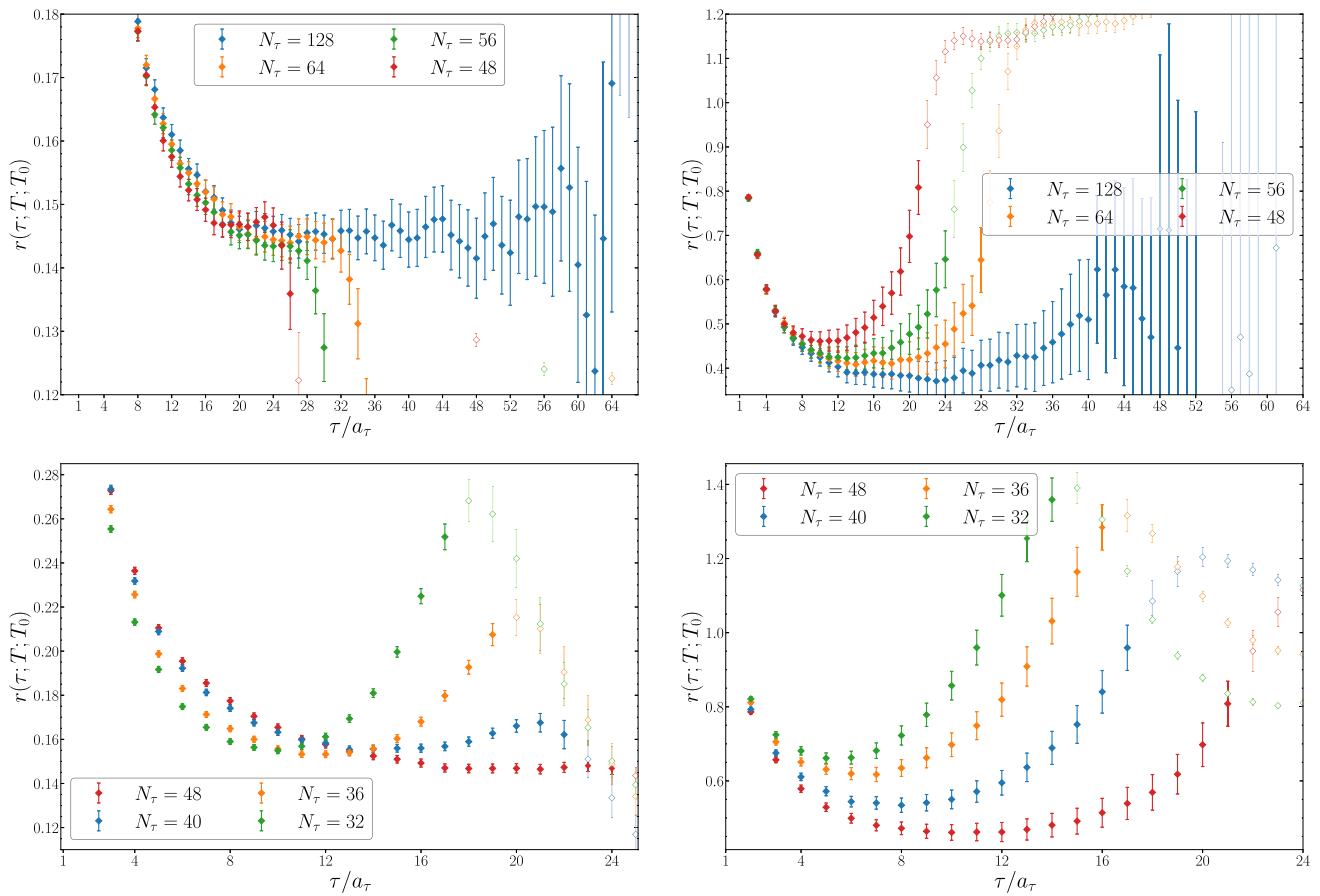 0.18
0.17
0.16
0.15
0.14
0.13
0.12
r(τ; T; T₀)
N_τ = 128
N_τ = 64
N_τ = 56
N_τ = 48
1 4 8 12 16 20 24 28 32 36 40 44 48 52 56 60 64
τ/a_τ
1.2
1.1
1.0
0.9
0.8
0.7
0.6
0.5
0.4
r(τ; T; T₀)
N_τ = 128
N_τ = 64
N_τ = 56
N_τ = 48
1 4 8 12 16 20 24 28 32 36 40 44 48 52 56 60 64
τ/a_τ
0.28
0.26
0.24
0.22
0.20
0.18
0.16
0.14
0.12
r(τ; T; T₀)
N_τ = 48
N_τ = 40
N_τ = 36
N_τ = 32
1 4 8 12 16 20 24
τ/a_τ
1.4
1.2
1.0
0.8
0.6
r(τ; T; T₀)
N_τ = 48
N_τ = 40
N_τ = 36
N_τ = 32
1 4 8 12 16 20 24
τ/a_τ